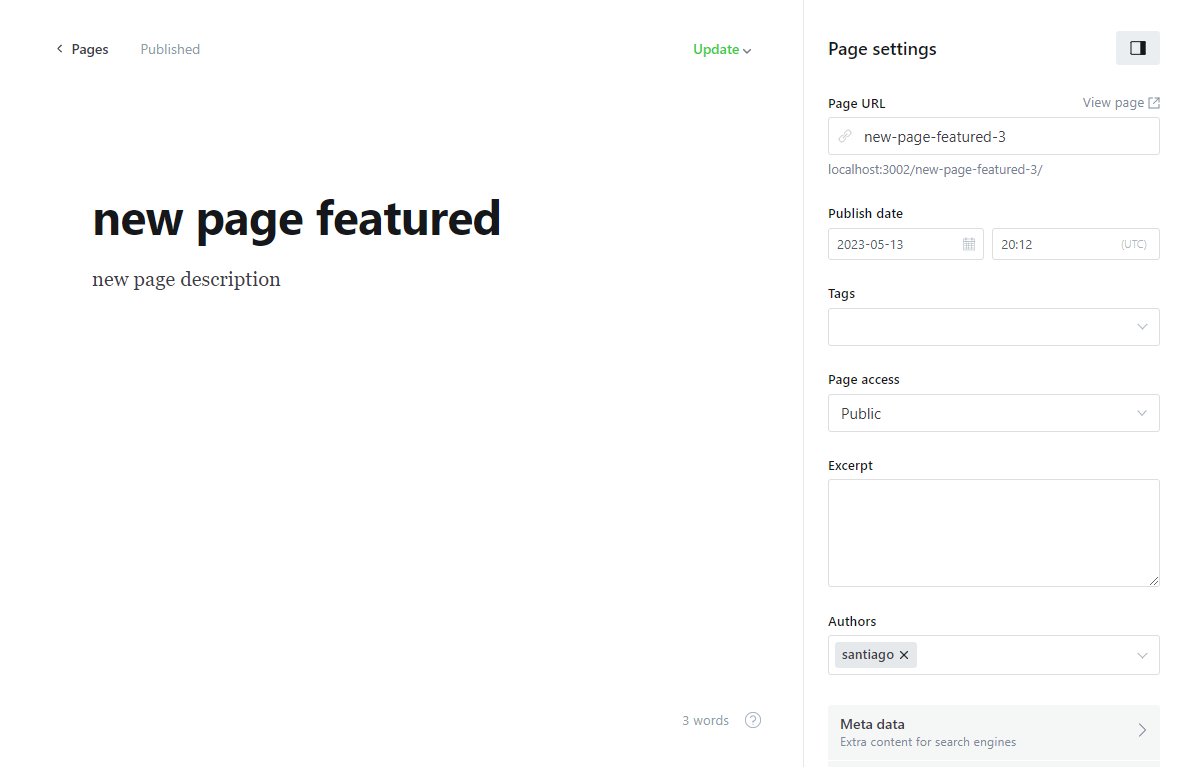 Pages
Published
Update
new page featured
new page description
3 words
Page settings
Page URL
View page
new-page-featured-3
localhost:3002/new-page-featured-3/
Publish date
2023-05-13
20:12
(UTC)
Tags
Page access
Public
Excerpt
Authors
santiago
Meta data
Extra content for search engines